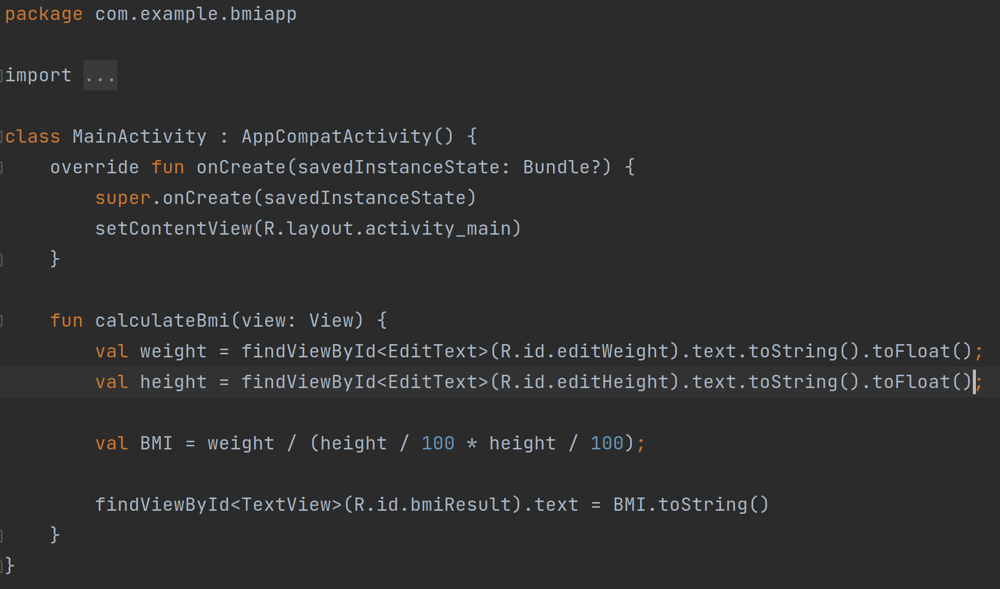 package com.example.bmiapp
import ...
class MainActivity : AppCompatActivity() {
override fun onCreate(savedInstanceState: Bundle?) {
super.onCreate(savedInstanceState)
setContentView(R.layout.activity_main)
}
fun calculateBmi(view: View) {
val weight = findViewById<EditText>(R.id.editWeight).text.toString().toFloat();
val height = findViewById<EditText>(R.id.editHeight).text.toString().toFloat();
val BMI = weight / (height / 100 * height / 100);
findViewById<TextView>(R.id.bmiResult).text = BMI.toString()
}
}